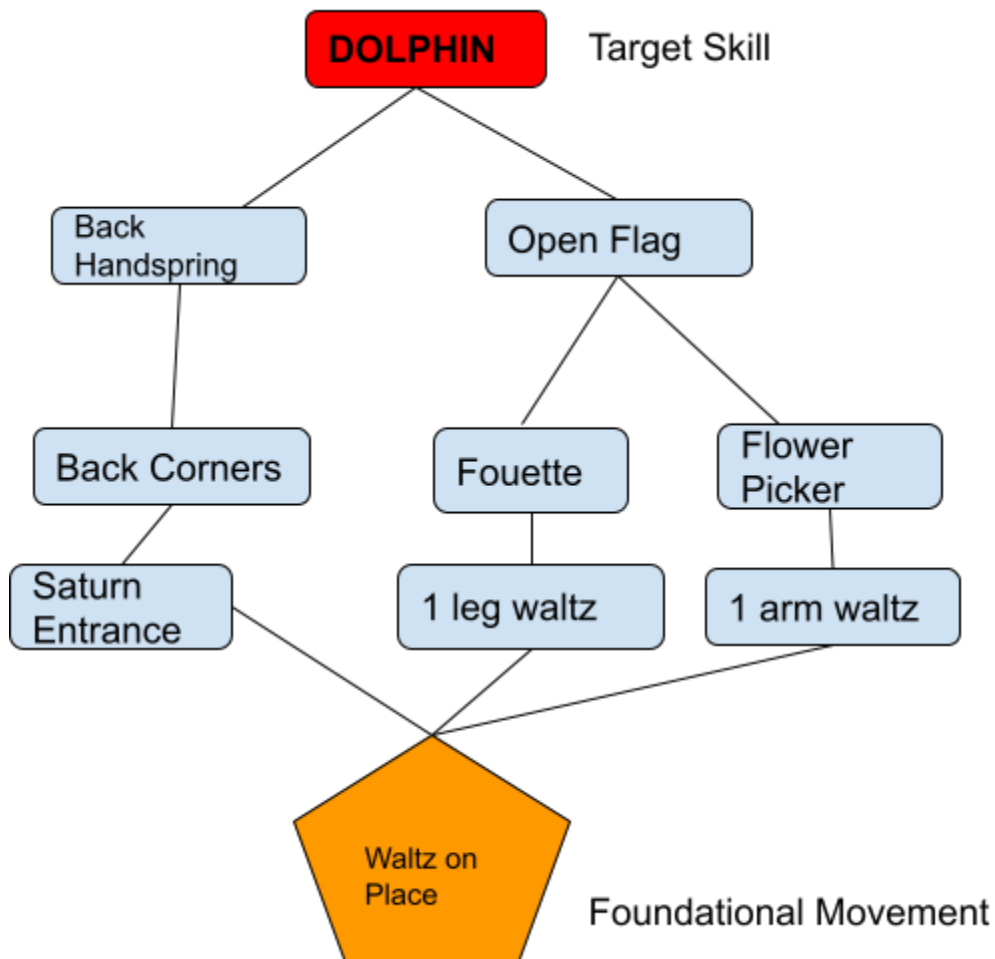 DOLPHIN
Target Skill
Back
Handspring
Open Flag
Back Corners
Fouette
Flower
Picker
Saturn
Entrance
1 leg waltz
1 arm waltz
Waltz on
Place
Foundational Movement